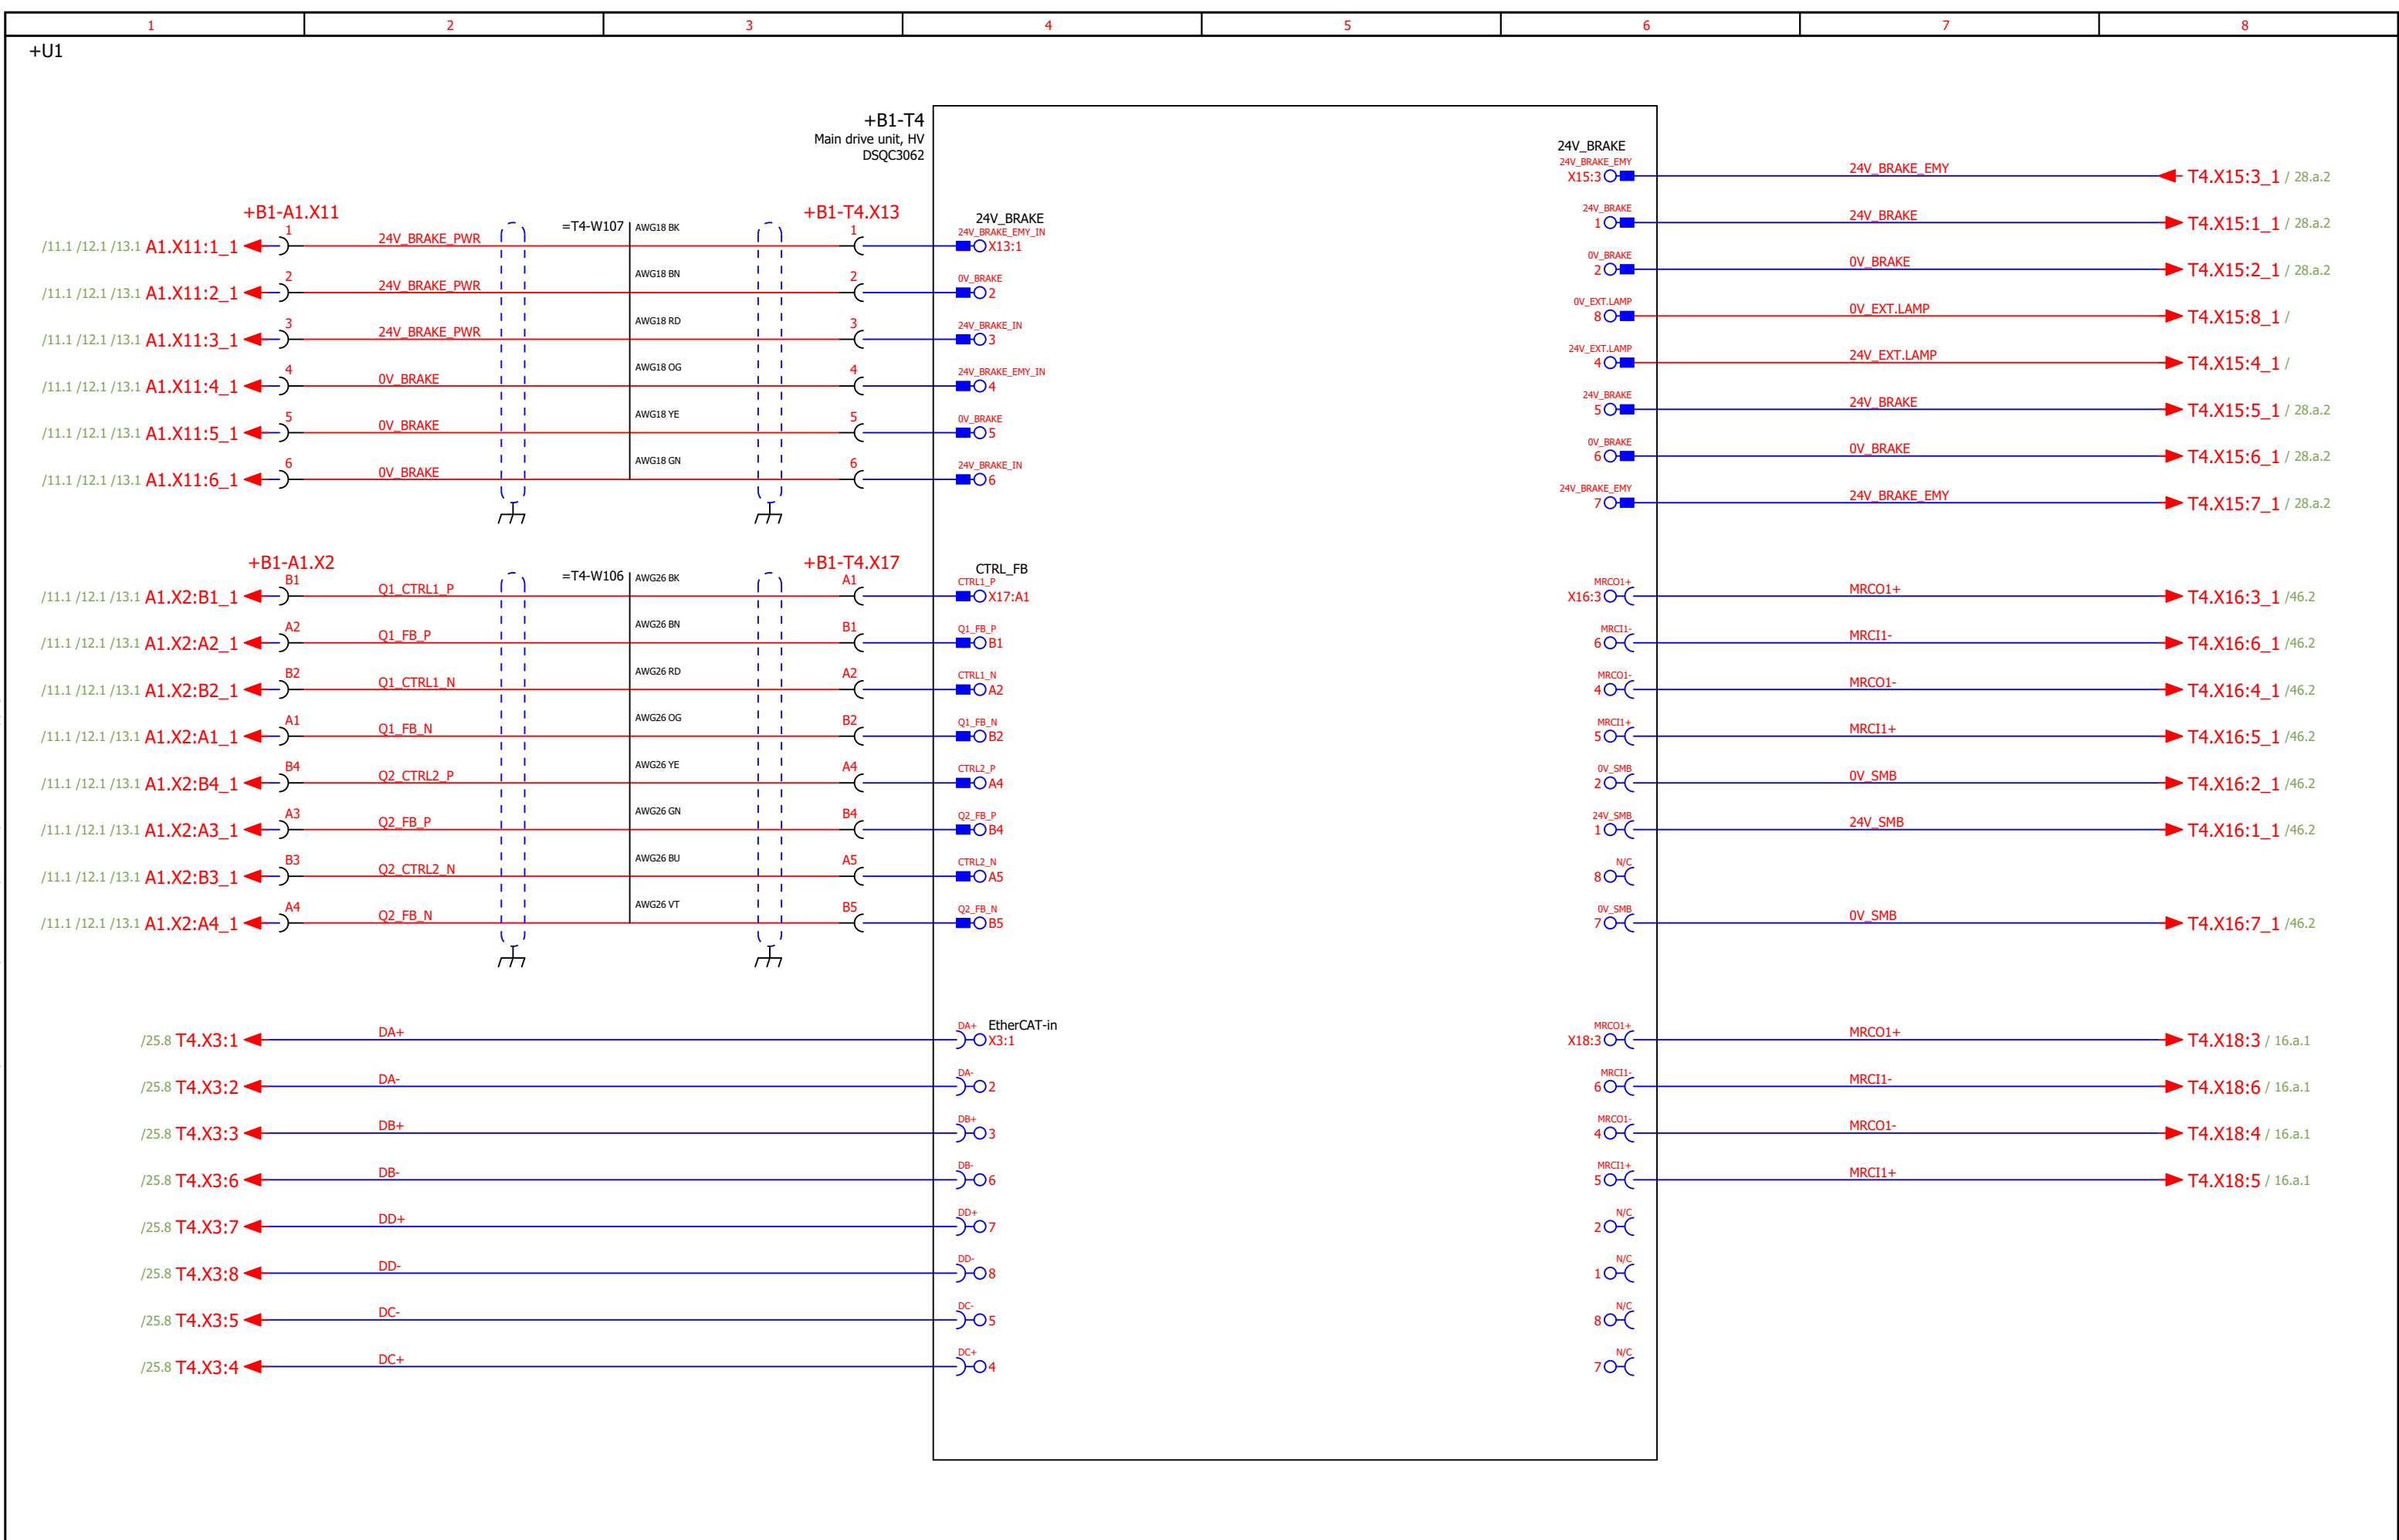 1 2 3 4 5 6 7 8
+U1
+B1-T4
Main drive unit, HV
DSQC3062
+B1-A1.X11
=T4-W107
+B1-T4.X13
24V_BRAKE
/11.1 /12.1 /13.1 A1.X11:1_1 1 24V_BRAKE_PWR AWG18 BK 1 24V_BRAKE_EMY_IN X13:1
/11.1 /12.1 /13.1 A1.X11:2_1 2 24V_BRAKE_PWR AWG18 BN 2 0V_BRAKE 2
/11.1 /12.1 /13.1 A1.X11:3_1 3 24V_BRAKE_PWR AWG18 RD 3 24V_BRAKE_IN 3
/11.1 /12.1 /13.1 A1.X11:4_1 4 0V_BRAKE AWG18 OG 4 24V_BRAKE_EMY_IN 4
/11.1 /12.1 /13.1 A1.X11:5_1 5 0V_BRAKE AWG18 YE 5 0V_BRAKE 5
/11.1 /12.1 /13.1 A1.X11:6_1 6 0V_BRAKE AWG18 GN 6 24V_BRAKE_IN 6
+B1-A1.X2
=T4-W106
+B1-T4.X17
CTRL_FB
/11.1 /12.1 /13.1 A1.X2:B1_1 B1 Q1_CTRL1_P AWG26 BK A1 CTRL1_P X17:A1
/11.1 /12.1 /13.1 A1.X2:A2_1 A2 Q1_FB_P AWG26 BN B1 Q1_FB_P B1
/11.1 /12.1 /13.1 A1.X2:B2_1 B2 Q1_CTRL1_N AWG26 RD A2 CTRL1_N A2
/11.1 /12.1 /13.1 A1.X2:A1_1 A1 Q1_FB_N AWG26 OG B2 Q1_FB_N B2
/11.1 /12.1 /13.1 A1.X2:B4_1 B4 Q2_CTRL2_P AWG26 YE A4 CTRL2_P A4
/11.1 /12.1 /13.1 A1.X2:A3_1 A3 Q2_FB_P AWG26 GN B4 Q2_FB_P B4
/11.1 /12.1 /13.1 A1.X2:B3_1 B3 Q2_CTRL2_N AWG26 BU A5 CTRL2_N A5
/11.1 /12.1 /13.1 A1.X2:A4_1 A4 Q2_FB_N AWG26 VT B5 Q2_FB_N B5
EtherCAT-in
/25.8 T4.X3:1 DA+ DA+ X3:1
/25.8 T4.X3:2 DA- DA- 2
/25.8 T4.X3:3 DB+ DB+ 3
/25.8 T4.X3:6 DB- DB- 6
/25.8 T4.X3:7 DD+ DD+ 7
/25.8 T4.X3:8 DD- DD- 8
/25.8 T4.X3:5 DC- DC- 5
/25.8 T4.X3:4 DC+ DC+ 4
24V_BRAKE
24V_BRAKE_EMY X15:3 24V_BRAKE_EMY T4.X15:3_1 / 28.a.2
24V_BRAKE 1 24V_BRAKE T4.X15:1_1 / 28.a.2
0V_BRAKE 2 0V_BRAKE T4.X15:2_1 / 28.a.2
0V_EXT.LAMP 8 0V_EXT.LAMP T4.X15:8_1 /
24V_EXT.LAMP 4 24V_EXT.LAMP T4.X15:4_1 /
24V_BRAKE 5 24V_BRAKE T4.X15:5_1 / 28.a.2
0V_BRAKE 6 0V_BRAKE T4.X15:6_1 / 28.a.2
24V_BRAKE_EMY 7 24V_BRAKE_EMY T4.X15:7_1 / 28.a.2
MRCO1+ X16:3 MRCO1+ T4.X16:3_1 /46.2
MRCI1- 6 MRCI1- T4.X16:6_1 /46.2
MRCO1- 4 MRCO1- T4.X16:4_1 /46.2
MRCI1+ 5 MRCI1+ T4.X16:5_1 /46.2
0V_SMB 2 0V_SMB T4.X16:2_1 /46.2
24V_SMB 1 24V_SMB T4.X16:1_1 /46.2
N/C 8
0V_SMB 7 0V_SMB T4.X16:7_1 /46.2
MRCO1+ X18:3 MRCO1+ T4.X18:3 / 16.a.1
MRCI1- 6 MRCI1- T4.X18:6 / 16.a.1
MRCO1- 4 MRCO1- T4.X18:4 / 16.a.1
MRCI1+ 5 MRCI1+ T4.X18:5 / 16.a.1
N/C 2
N/C 1
N/C 8
N/C 7